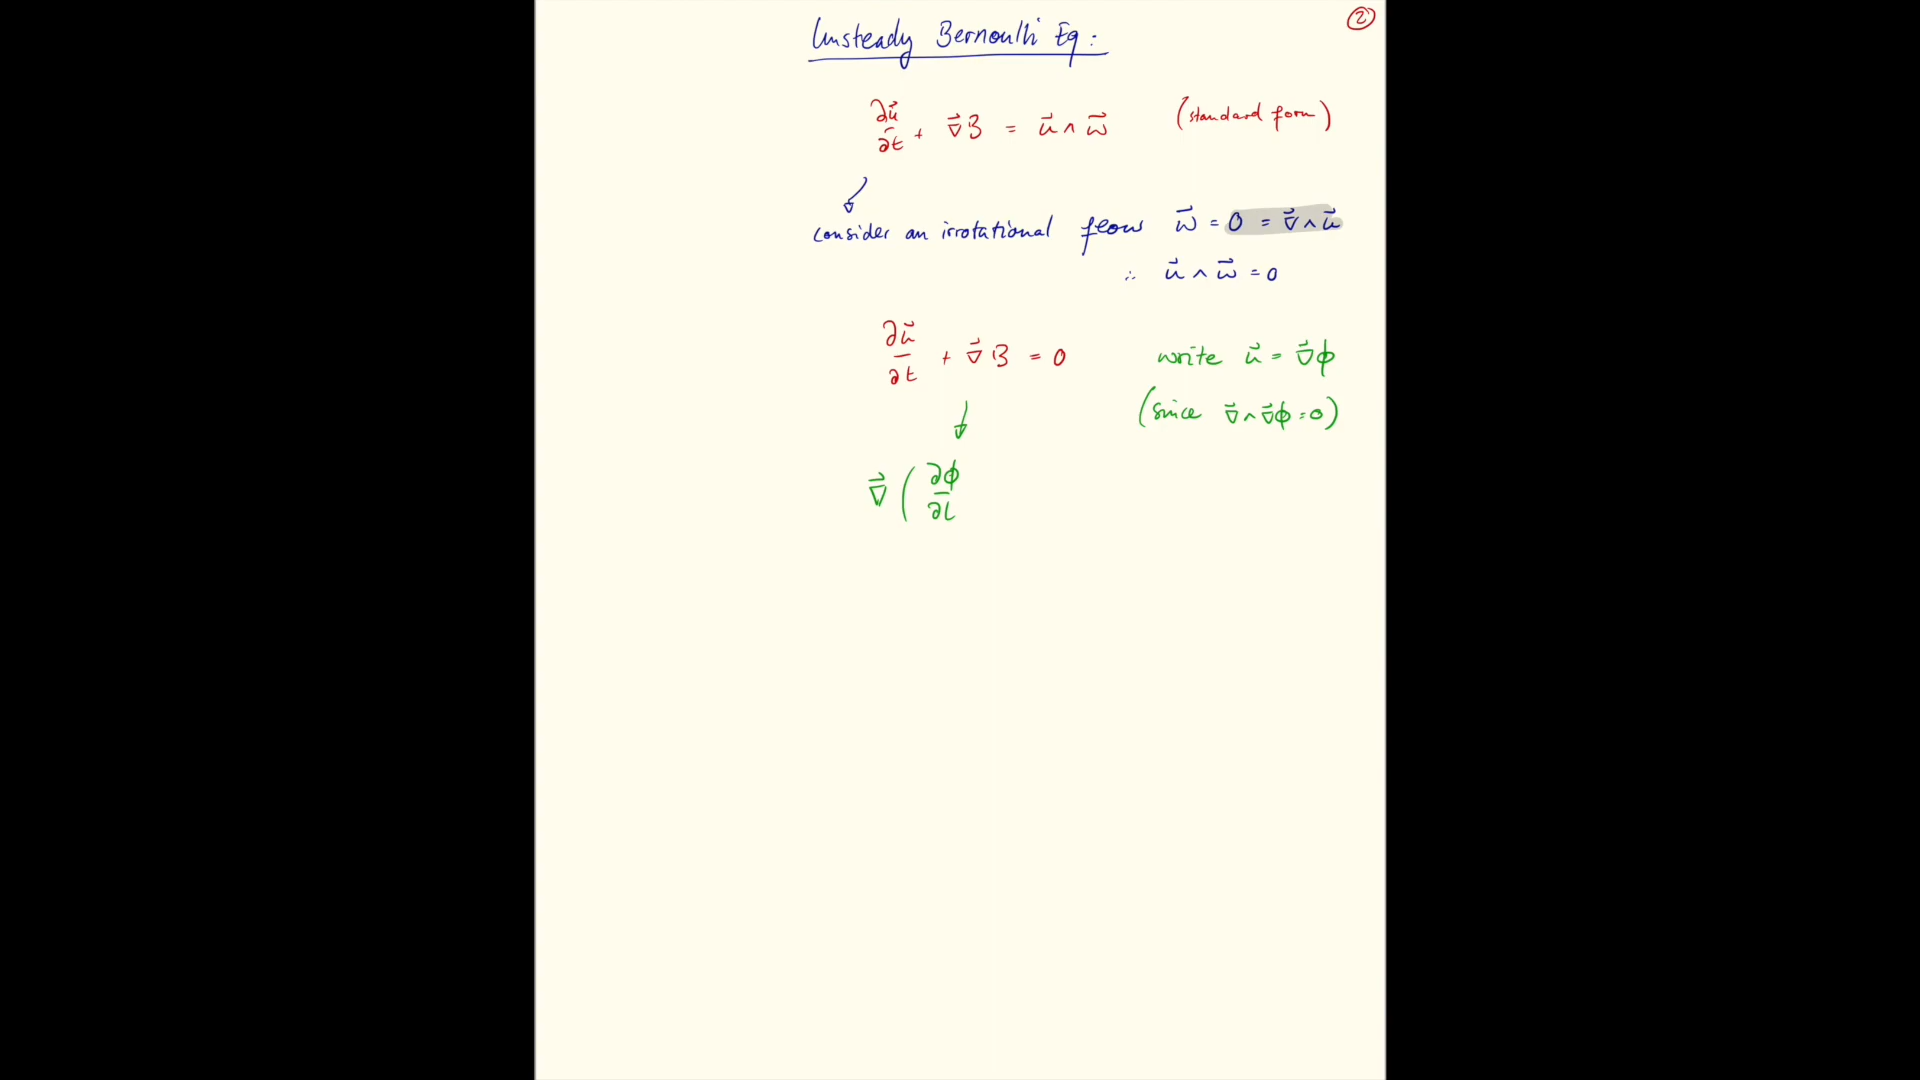 Unsteady Bernoulli Eq :
②
∂u⃗/∂t + ∇⃗B = u⃗ ∧ ω⃗ (standard form)
consider an irrotational flow ω⃗ = 0 = ∇⃗ ∧ u⃗
∴ u⃗ ∧ ω⃗ = 0
∂u⃗/∂t + ∇⃗B = 0 write u⃗ = ∇⃗ϕ
(since ∇⃗ ∧ ∇⃗ϕ = 0)
∇⃗ ( ∂ϕ/∂t